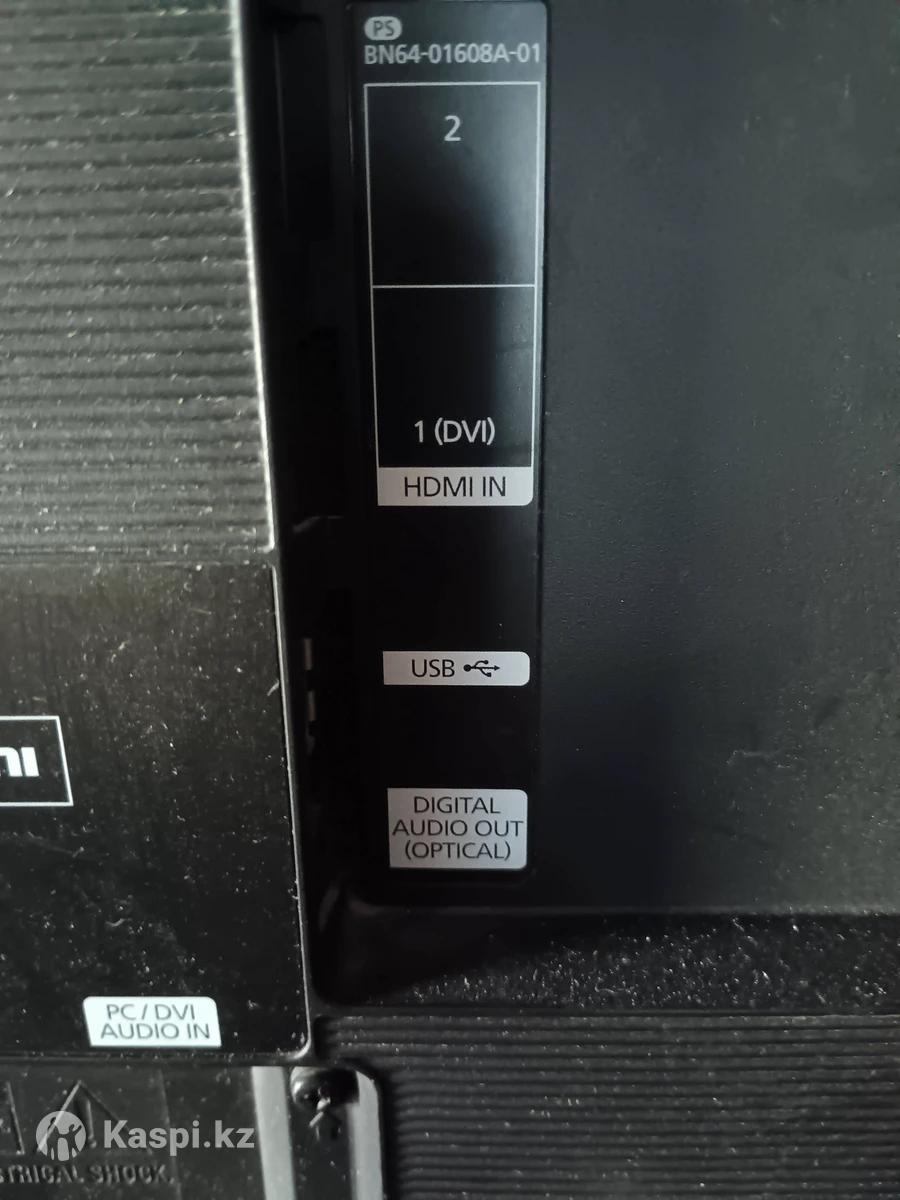 PS
BN64-01608A-01
2
1 (DVI)
HDMI IN
USB
DIGITAL
AUDIO OUT
(OPTICAL)
PC / DVI
AUDIO IN
Kaspi.kz
SHOCK